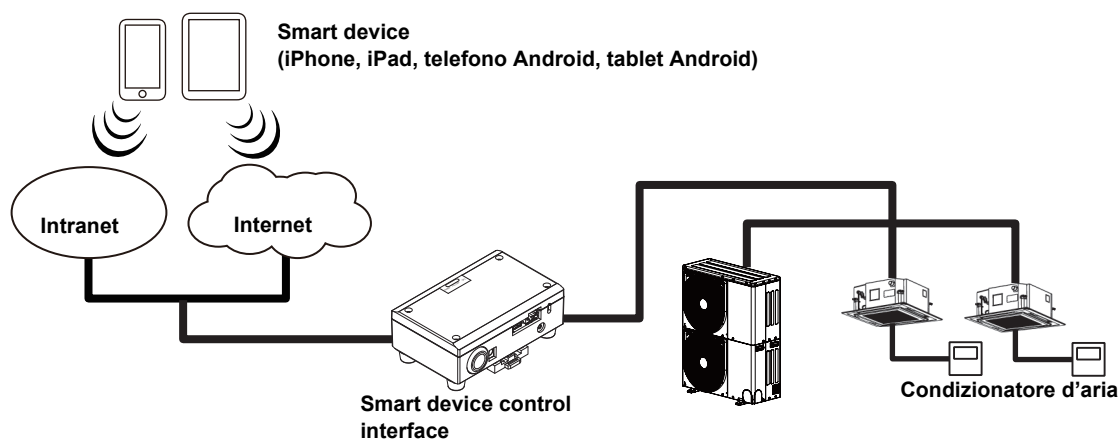 Smart device
(iPhone, iPad, telefono Android, tablet Android)
Intranet
Internet
Smart device control
interface
Condizionatore d'aria